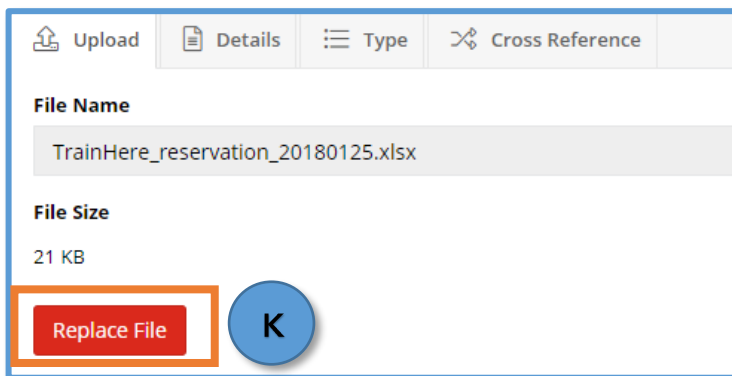 Upload Details Type Cross Reference
File Name
TrainHere_reservation_20180125.xlsx
File Size
21 KB
Replace File K